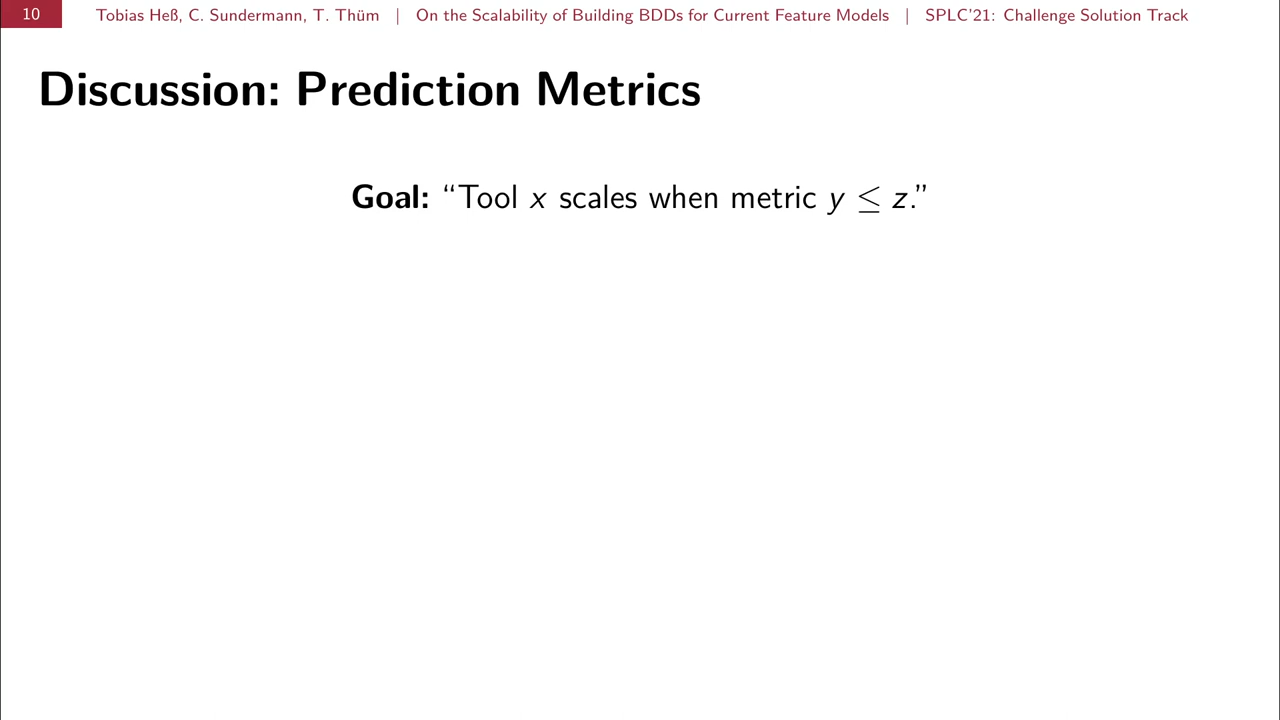 10 Tobias Heß, C. Sundermann, T. Thüm | On the Scalability of Building BDDs for Current Feature Models | SPLC’21: Challenge Solution Track
Discussion: Prediction Metrics
Goal: “Tool x scales when metric y ≤ z.”